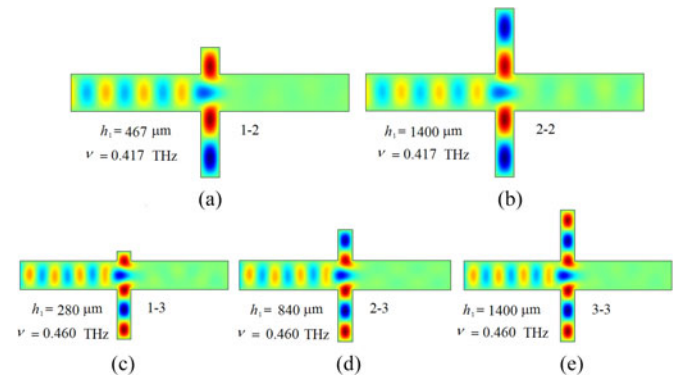 h₁= 467 μm
1-2
ν = 0.417 THz
(a)
h₁= 1400 μm
2-2
ν = 0.417 THz
(b)
h₁= 280 μm
1-3
ν = 0.460 THz
(c)
h₁= 840 μm
2-3
ν = 0.460 THz
(d)
h₁= 1400 μm
3-3
ν = 0.460 THz
(e)